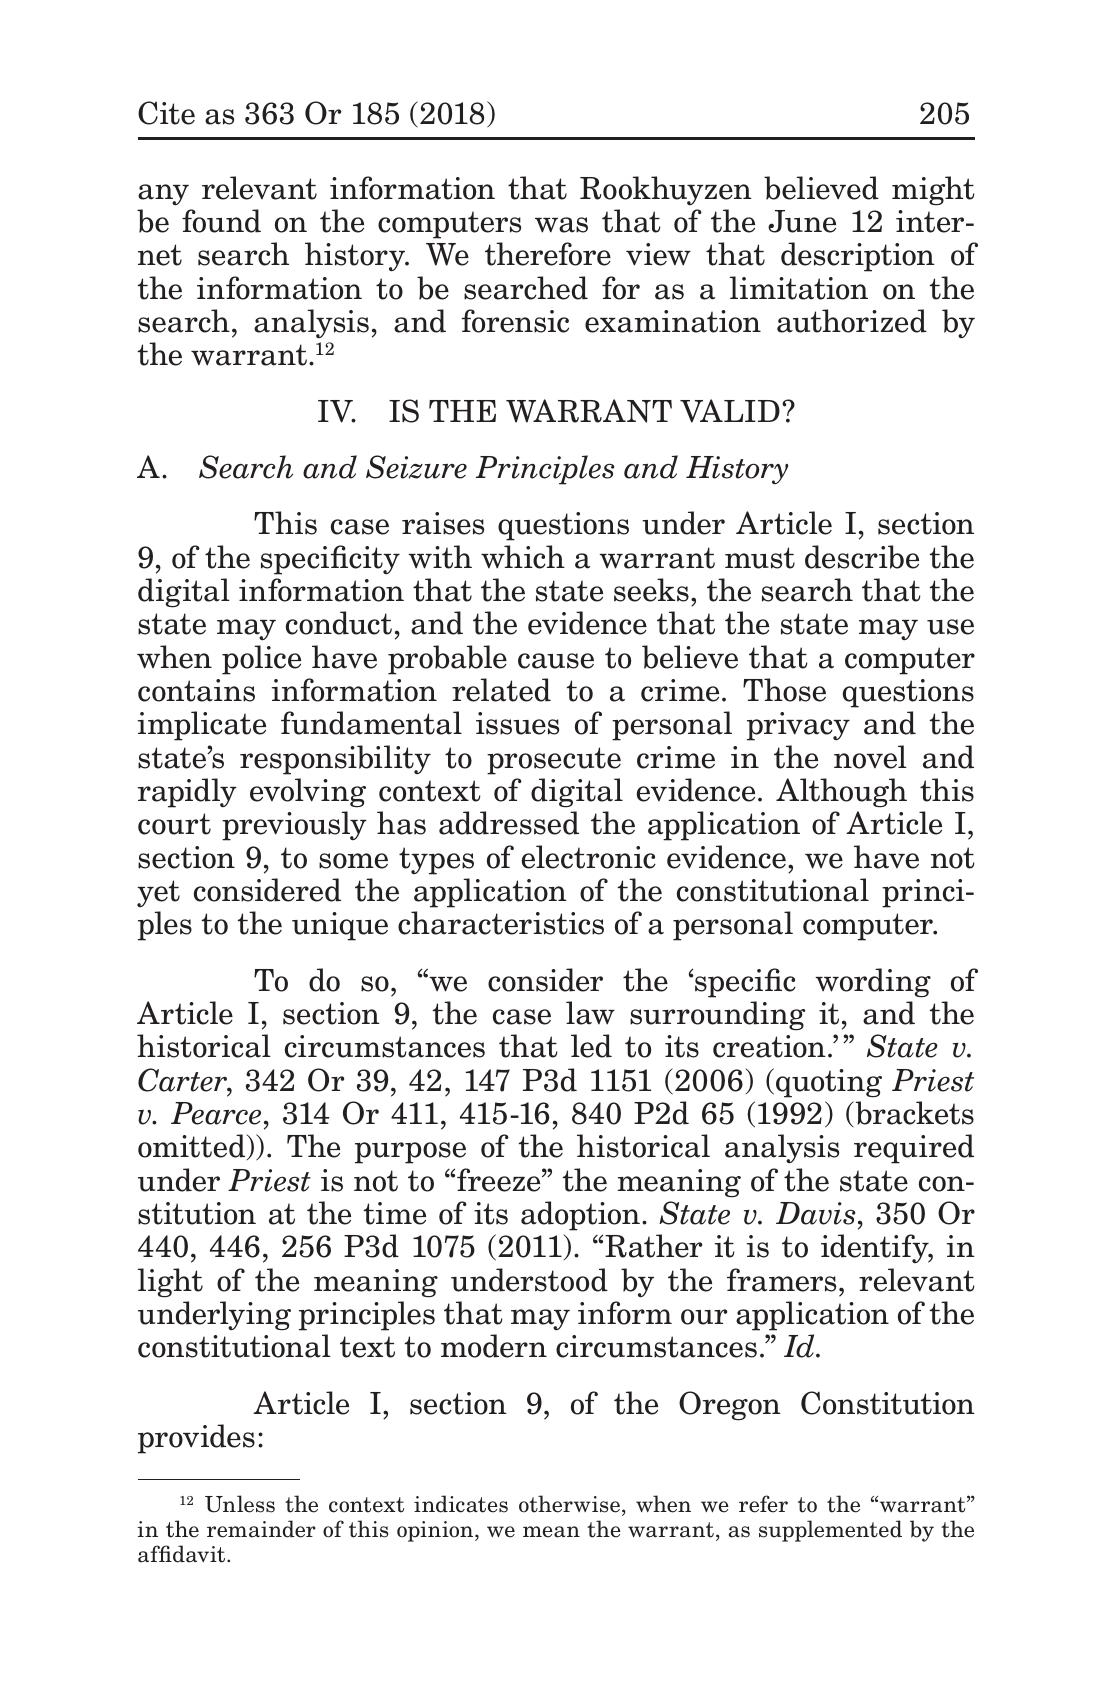 Cite as 363 Or 185 (2018) 205
any relevant information that Rookhuyzen believed might
be found on the computers was that of the June 12 inter-
net search history. We therefore view that description of
the information to be searched for as a limitation on the
search, analysis, and forensic examination authorized by
the warrant.12
IV. IS THE WARRANT VALID?
A. Search and Seizure Principles and History
This case raises questions under Article I, section
9, of the specificity with which a warrant must describe the
digital information that the state seeks, the search that the
state may conduct, and the evidence that the state may use
when police have probable cause to believe that a computer
contains information related to a crime. Those questions
implicate fundamental issues of personal privacy and the
state’s responsibility to prosecute crime in the novel and
rapidly evolving context of digital evidence. Although this
court previously has addressed the application of Article I,
section 9, to some types of electronic evidence, we have not
yet considered the application of the constitutional princi-
ples to the unique characteristics of a personal computer.
To do so, “we consider the ‘specific wording of
Article I, section 9, the case law surrounding it, and the
historical circumstances that led to its creation.’” State v.
Carter, 342 Or 39, 42, 147 P3d 1151 (2006) (quoting Priest
v. Pearce, 314 Or 411, 415-16, 840 P2d 65 (1992) (brackets
omitted)). The purpose of the historical analysis required
under Priest is not to “freeze” the meaning of the state con-
stitution at the time of its adoption. State v. Davis, 350 Or
440, 446, 256 P3d 1075 (2011). “Rather it is to identify, in
light of the meaning understood by the framers, relevant
underlying principles that may inform our application of the
constitutional text to modern circumstances.” Id.
Article I, section 9, of the Oregon Constitution
provides:
12 Unless the context indicates otherwise, when we refer to the “warrant”
in the remainder of this opinion, we mean the warrant, as supplemented by the
affidavit.